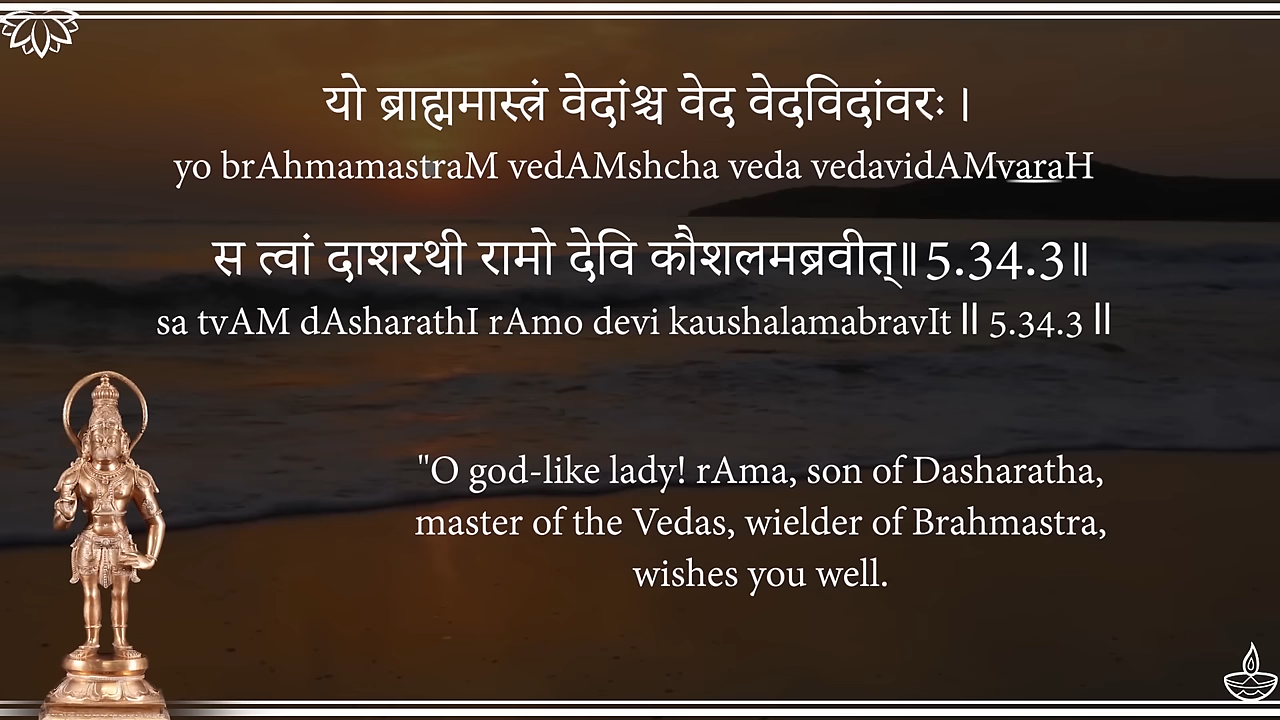 यो ब्राह्ममास्त्रं वेदांश्च वेद वेदविदांवरः ।
yo brAhmamastraM vedAMshcha veda vedavidAMvaraH
स त्वां दाशरथी रामो देवि कौशलमब्रवीत्॥5.34.3॥
sa tvAM dAsharathI rAmo devi kaushalamabravIt || 5.34.3 ||
"O god-like lady! rAma, son of Dasharatha,
master of the Vedas, wielder of Brahmastra,
wishes you well.